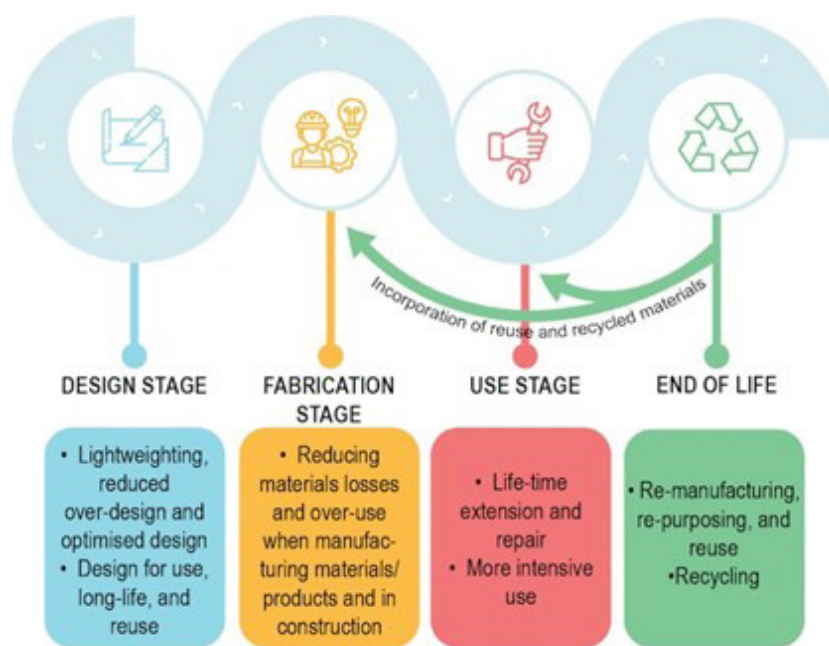 Incorporation of reuse and recycled materials
DESIGN STAGE
FABRICATION
STAGE
USE STAGE
END OF LIFE
• Lightweighting,
reduced
over-design and
optimised design
• Design for use,
long-life, and
reuse
• Reducing
materials losses
and over-use
when manufac-
turing materials/
products and in
construction
• Life-time
extension and
repair
• More intensive
use
• Re-manufacturing,
re-purposing, and
reuse
•Recycling